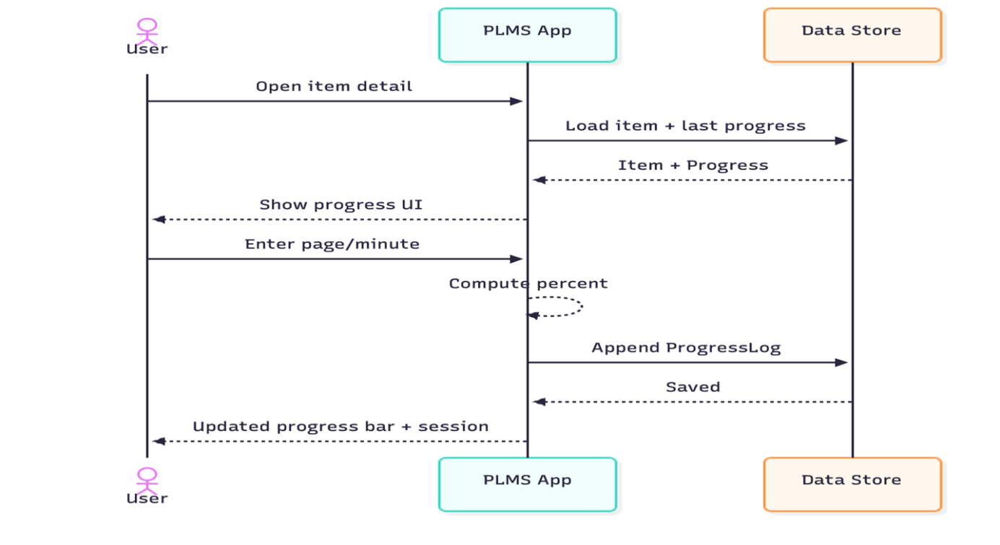 User
PLMS App
Data Store
Open item detail
Load item + last progress
Item + Progress
Show progress UI
Enter page/minute
Compute percent
Append ProgressLog
Saved
Updated progress bar + session
User
PLMS App
Data Store